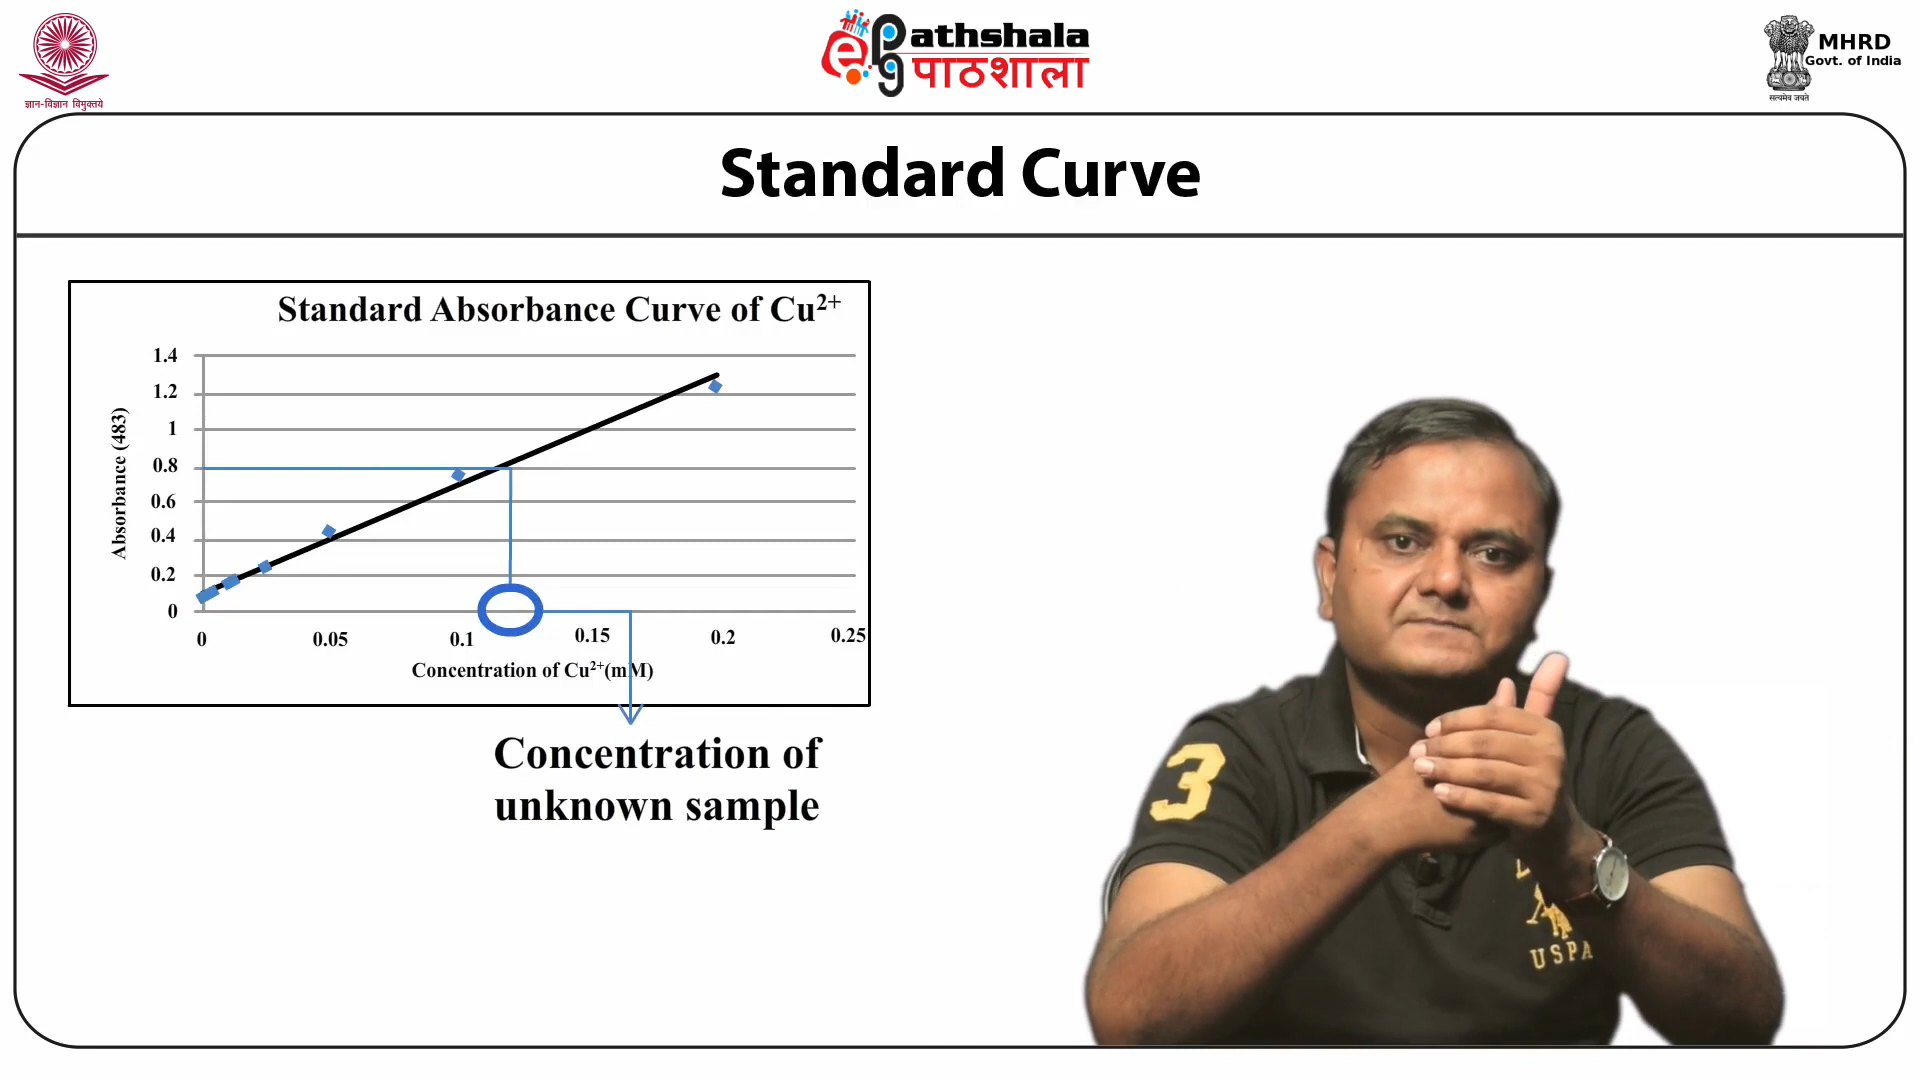 ज्ञान-विज्ञान विमुक्तये
ePathshala
पाठशाला
MHRD
Govt. of India
सत्यमेव जयते
Standard Curve
Standard Absorbance Curve of Cu²⁺
Absorbance (483)
1.4
1.2
1
0.8
0.6
0.4
0.2
0
0 0.05 0.1 0.15 0.2 0.25
Concentration of Cu²⁺(mM)
Concentration of
unknown sample
3
USPA